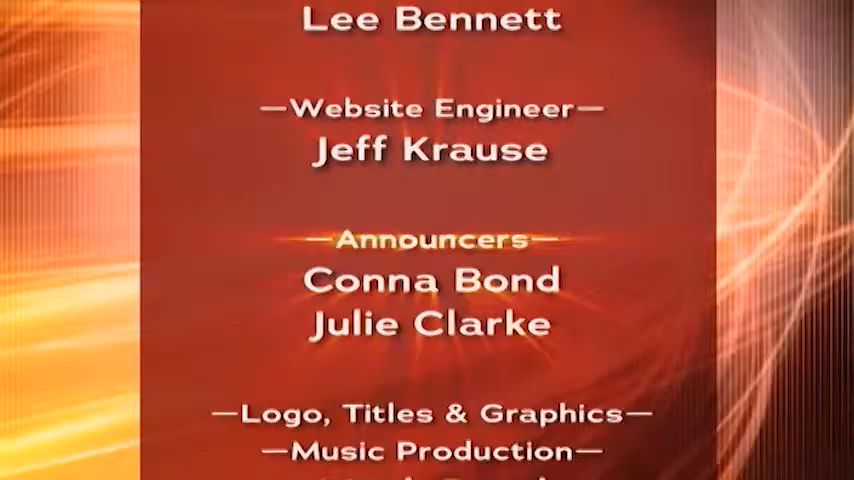 Lee Bennett
—Website Engineer—
Jeff Krause
—Announcers—
Conna Bond
Julie Clarke
—Logo, Titles & Graphics—
—Music Production—